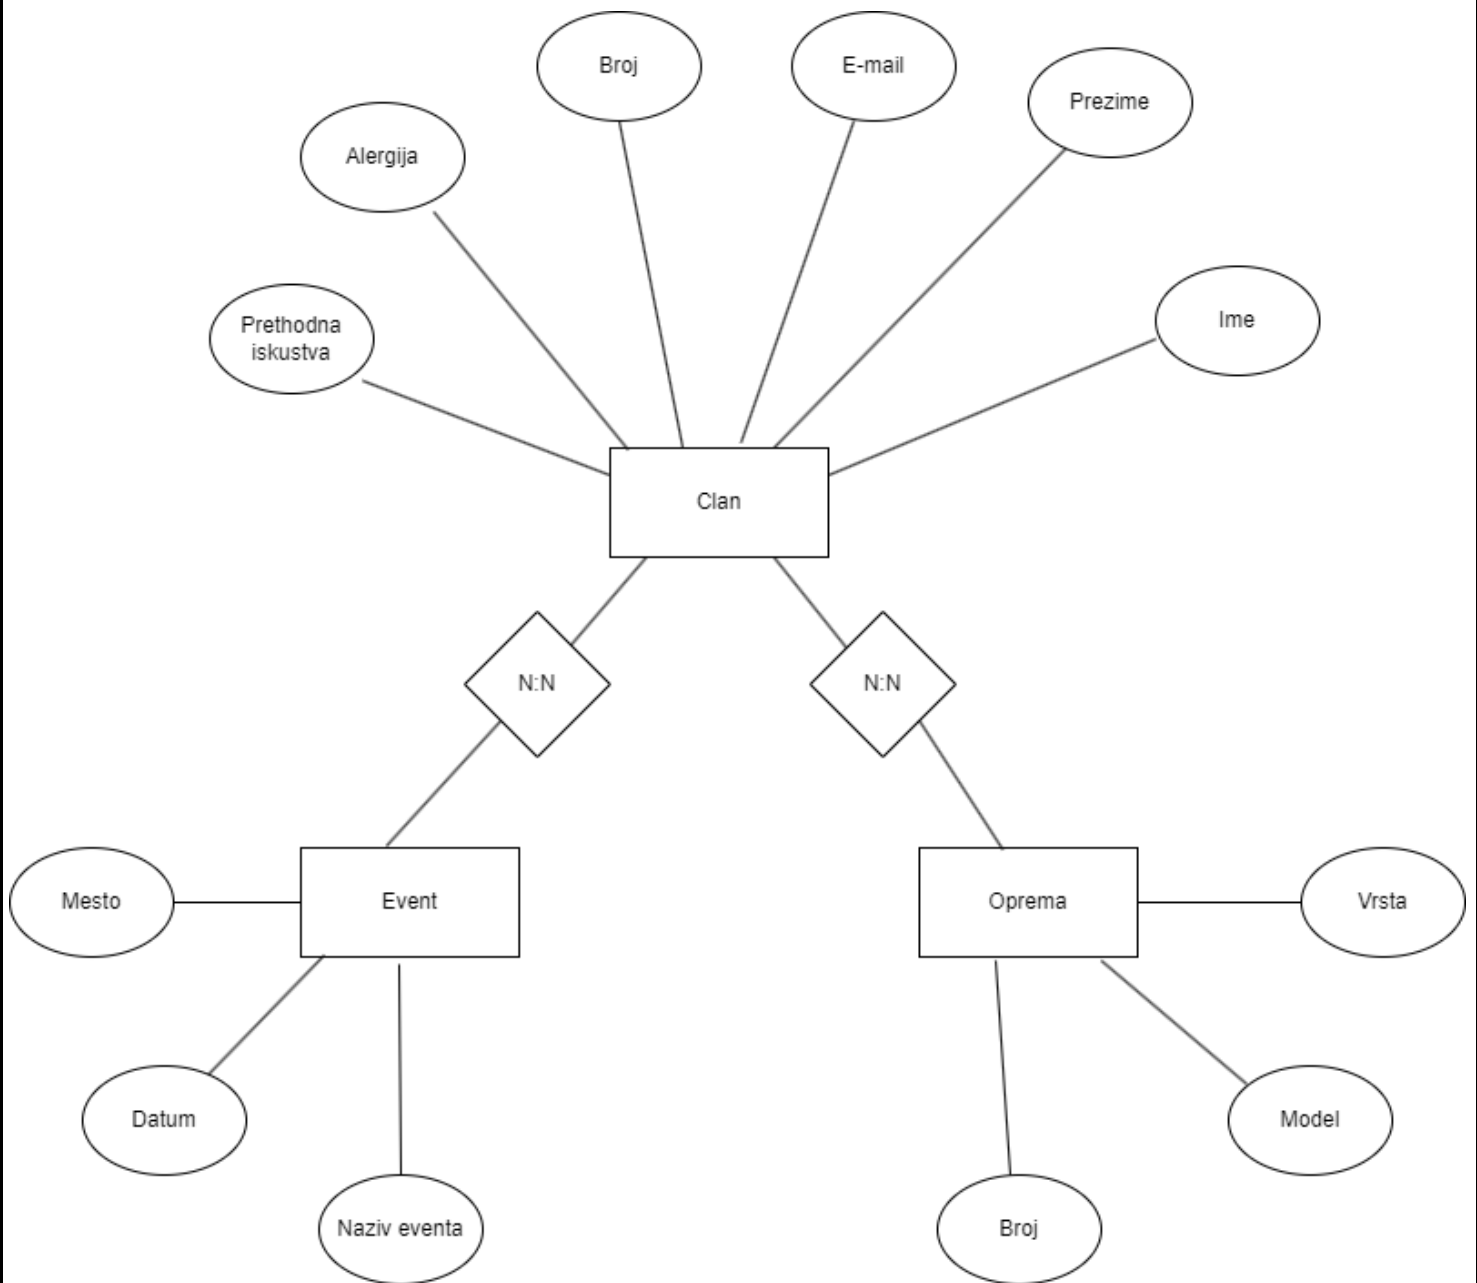 Broj
E-mail
Prezime
Alergija
Ime
Prethodna
iskustva
Clan
N:N
N:N
Mesto
Event
Oprema
Vrsta
Datum
Model
Naziv eventa
Broj